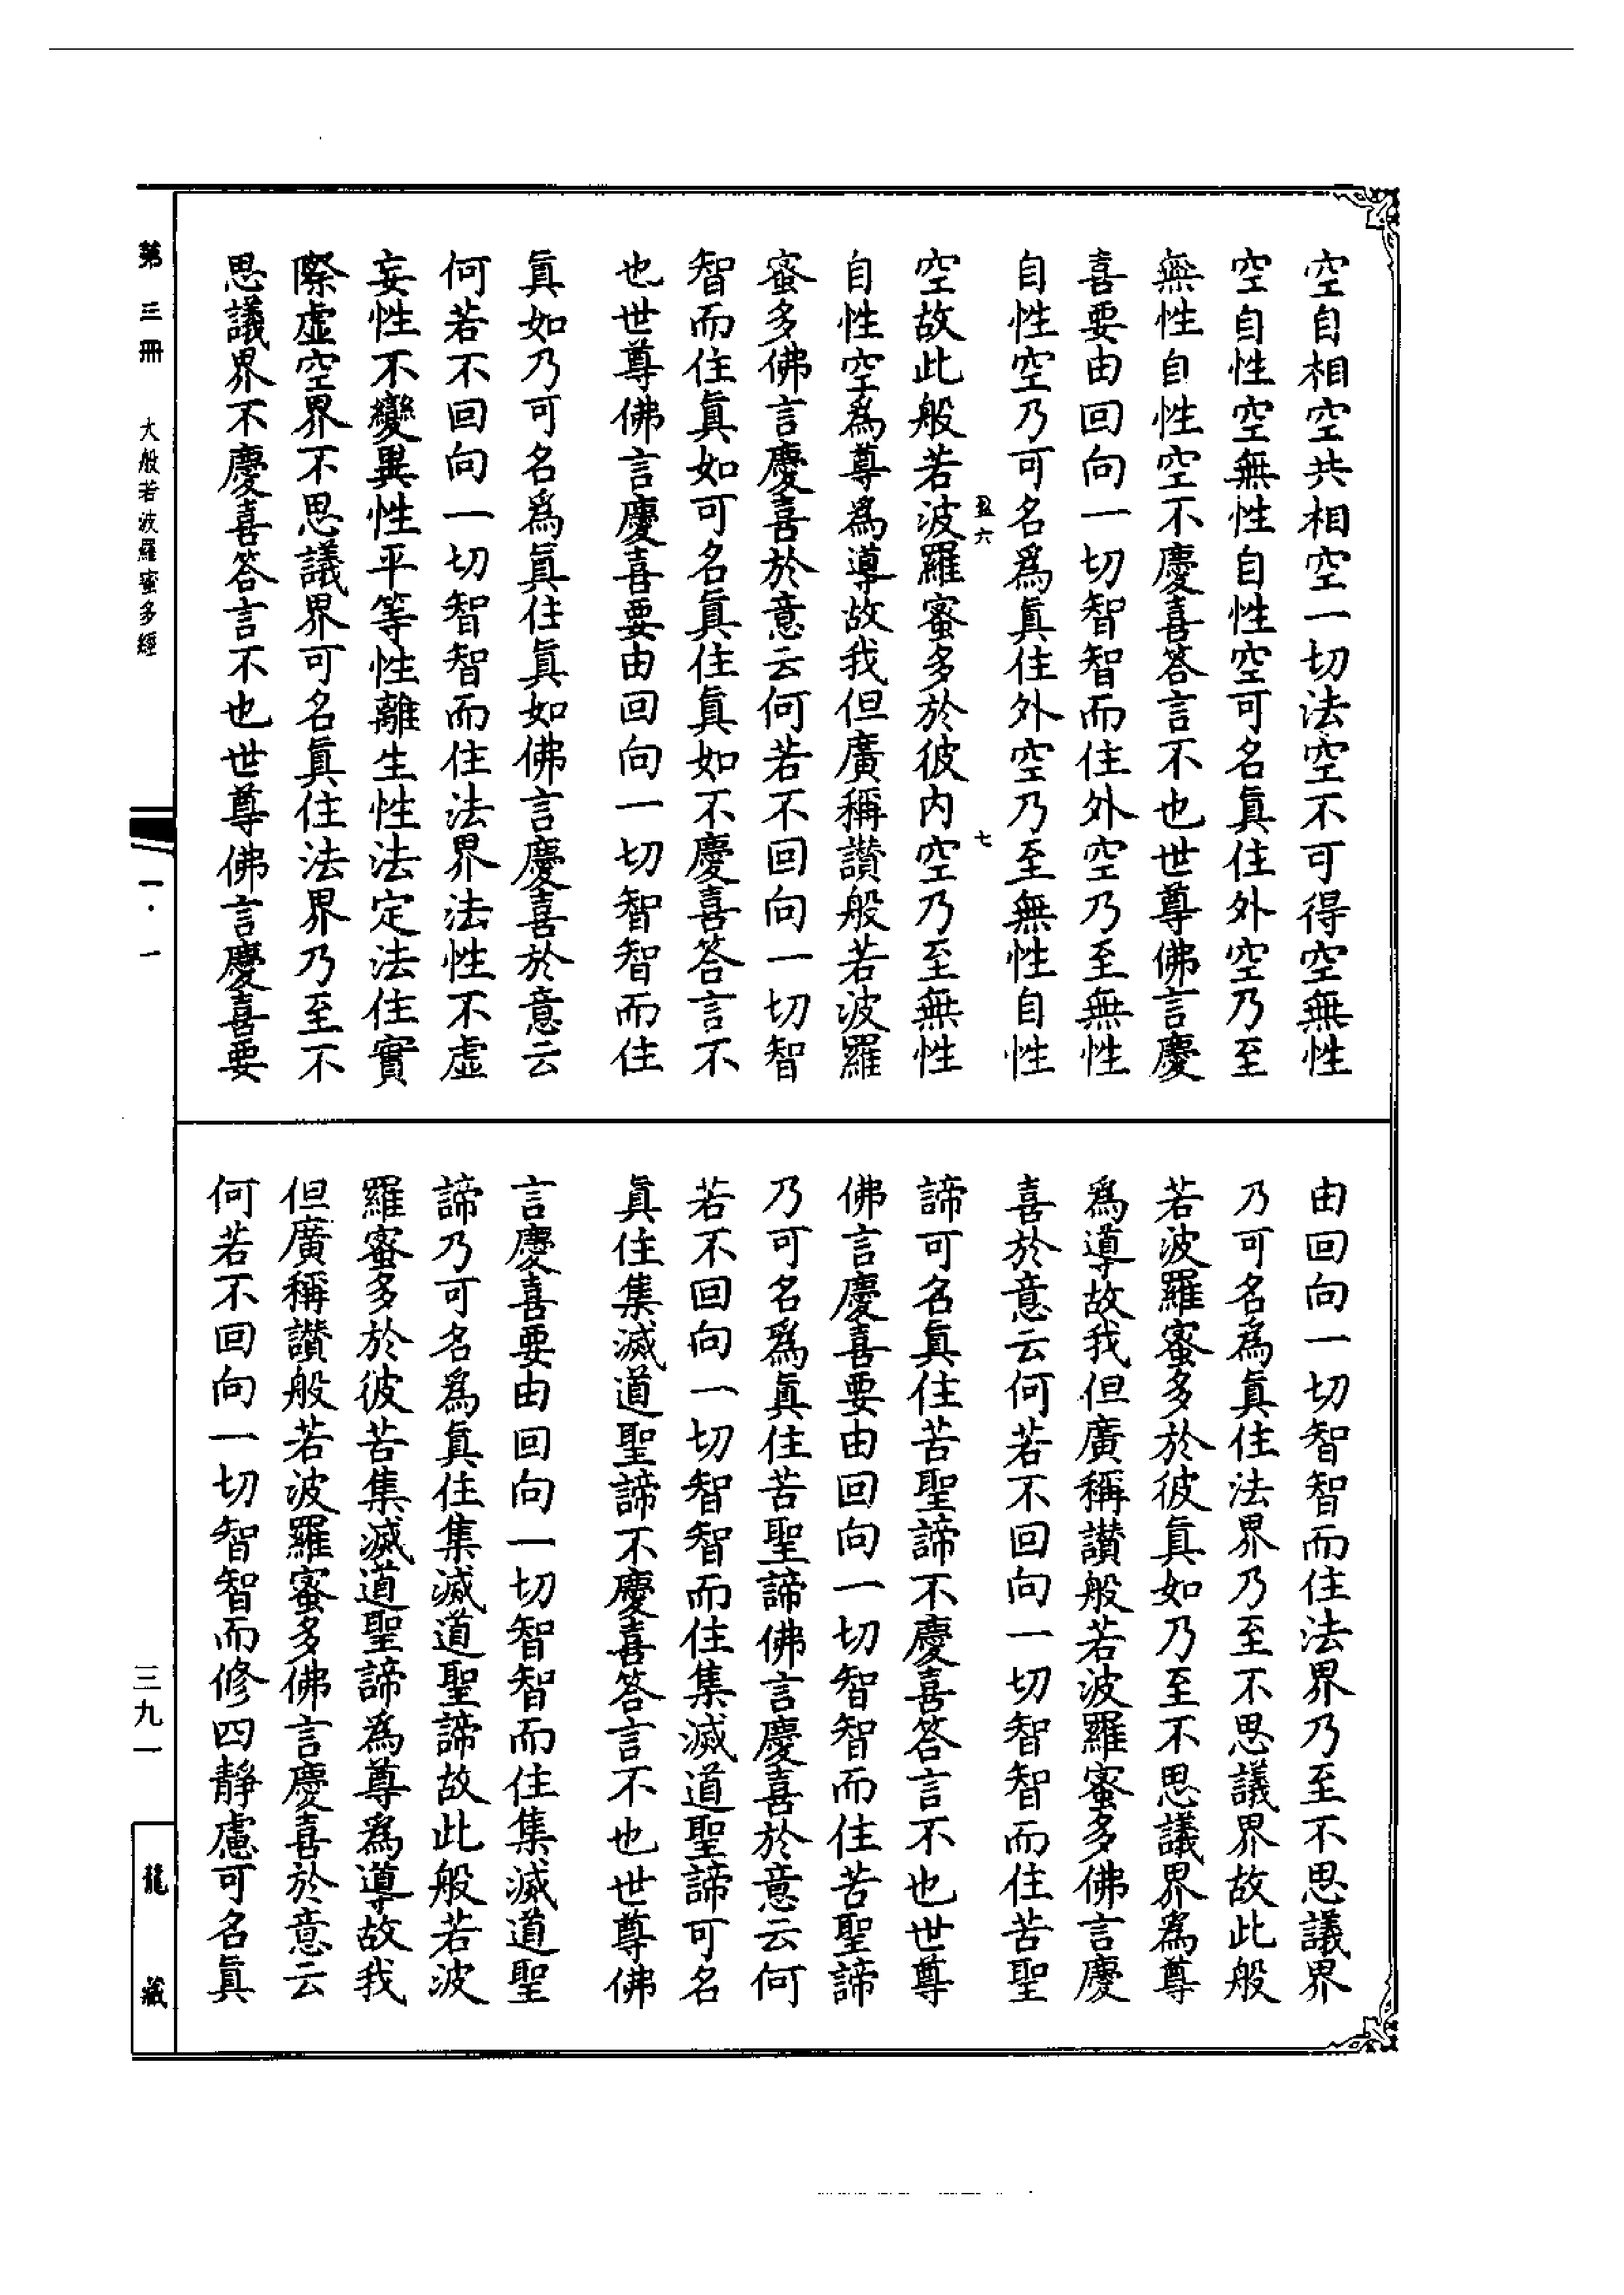 空自相空共相空一切法空不可得空無性
空自性空無性自性空可名真住外空乃至
無性自性空不慶喜答言不也世尊佛言慶
喜要由回向一切智智而住外空乃至無性
自性空乃可名爲真住外空乃至無性自性
盈六
七
空故此般若波羅蜜多於彼内空乃至無性
自性空爲尊爲導故我但廣稱讚般若波羅
蜜多佛言慶喜於意云何若不回向一切智
智而住真如可名真住真如不慶喜答言不
也世尊佛言慶喜要由回向一切智智而住
真如乃可名爲真住真如佛言慶喜於意云
何若不回向一切智智而住法界法性不虛
妄性不變異性平等性離生性法定法住實
際虛空界不思議界可名真住法界乃至不
思議界不慶喜答言不也世尊佛言慶喜要
由回向一切智智而住法界乃至不思議界
乃可名爲真住法界乃至不思議界故此般
若波羅蜜多於彼真如乃至不思議界爲尊
爲導故我但廣稱讚般若波羅蜜多佛言慶
喜於意云何若不回向一切智智而住苦聖
諦可名真住苦聖諦不慶喜答言不也世尊
佛言慶喜要由回向一切智智而住苦聖諦
乃可名爲真住苦聖諦佛言慶喜於意云何
若不回向一切智智而住集滅道聖諦可名
真住集滅道聖諦不慶喜答言不也世尊佛
言慶喜要由回向一切智智而住集滅道聖
諦乃可名爲真住集滅道聖諦故此般若波
羅蜜多於彼苦集滅道聖諦爲尊爲導故我
但廣稱讚般若波羅蜜多佛言慶喜於意云
何若不回向一切智智而修四靜慮可名真
第三冊 大般若波羅蜜多經 一·一 三九一 龍藏